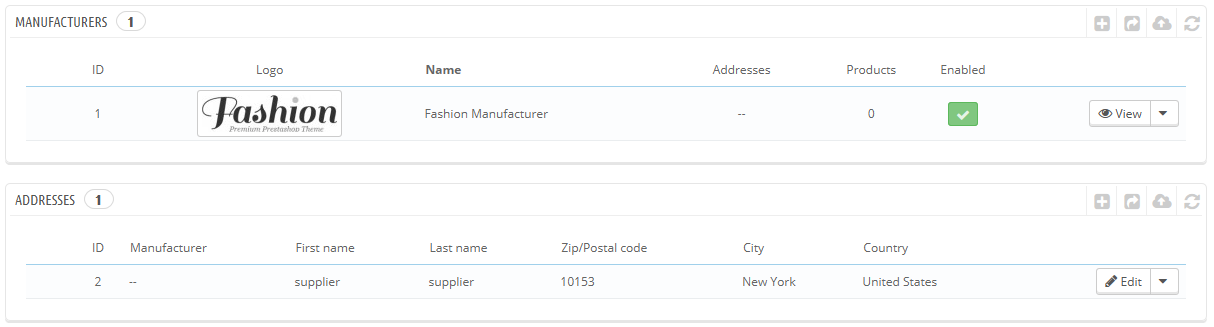 MANUFACTURERS 1
ID Logo Name Addresses Products Enabled
1 Fashion Premium Prestashop Theme Fashion Manufacturer -- 0 View
ADDRESSES 1
ID Manufacturer First name Last name Zip/Postal code City Country
2 -- supplier supplier 10153 New York United States Edit